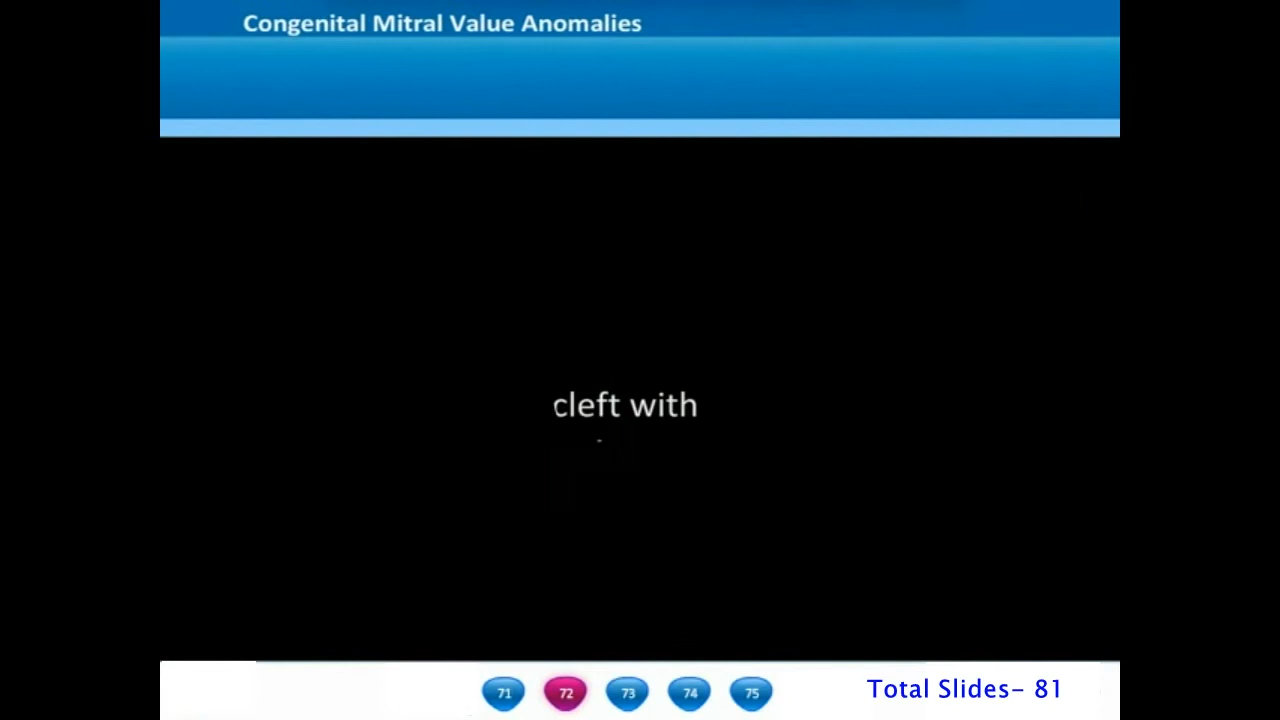 Congenital Mitral Value Anomalies
cleft with
71 72 73 74 75
Total Slides- 81